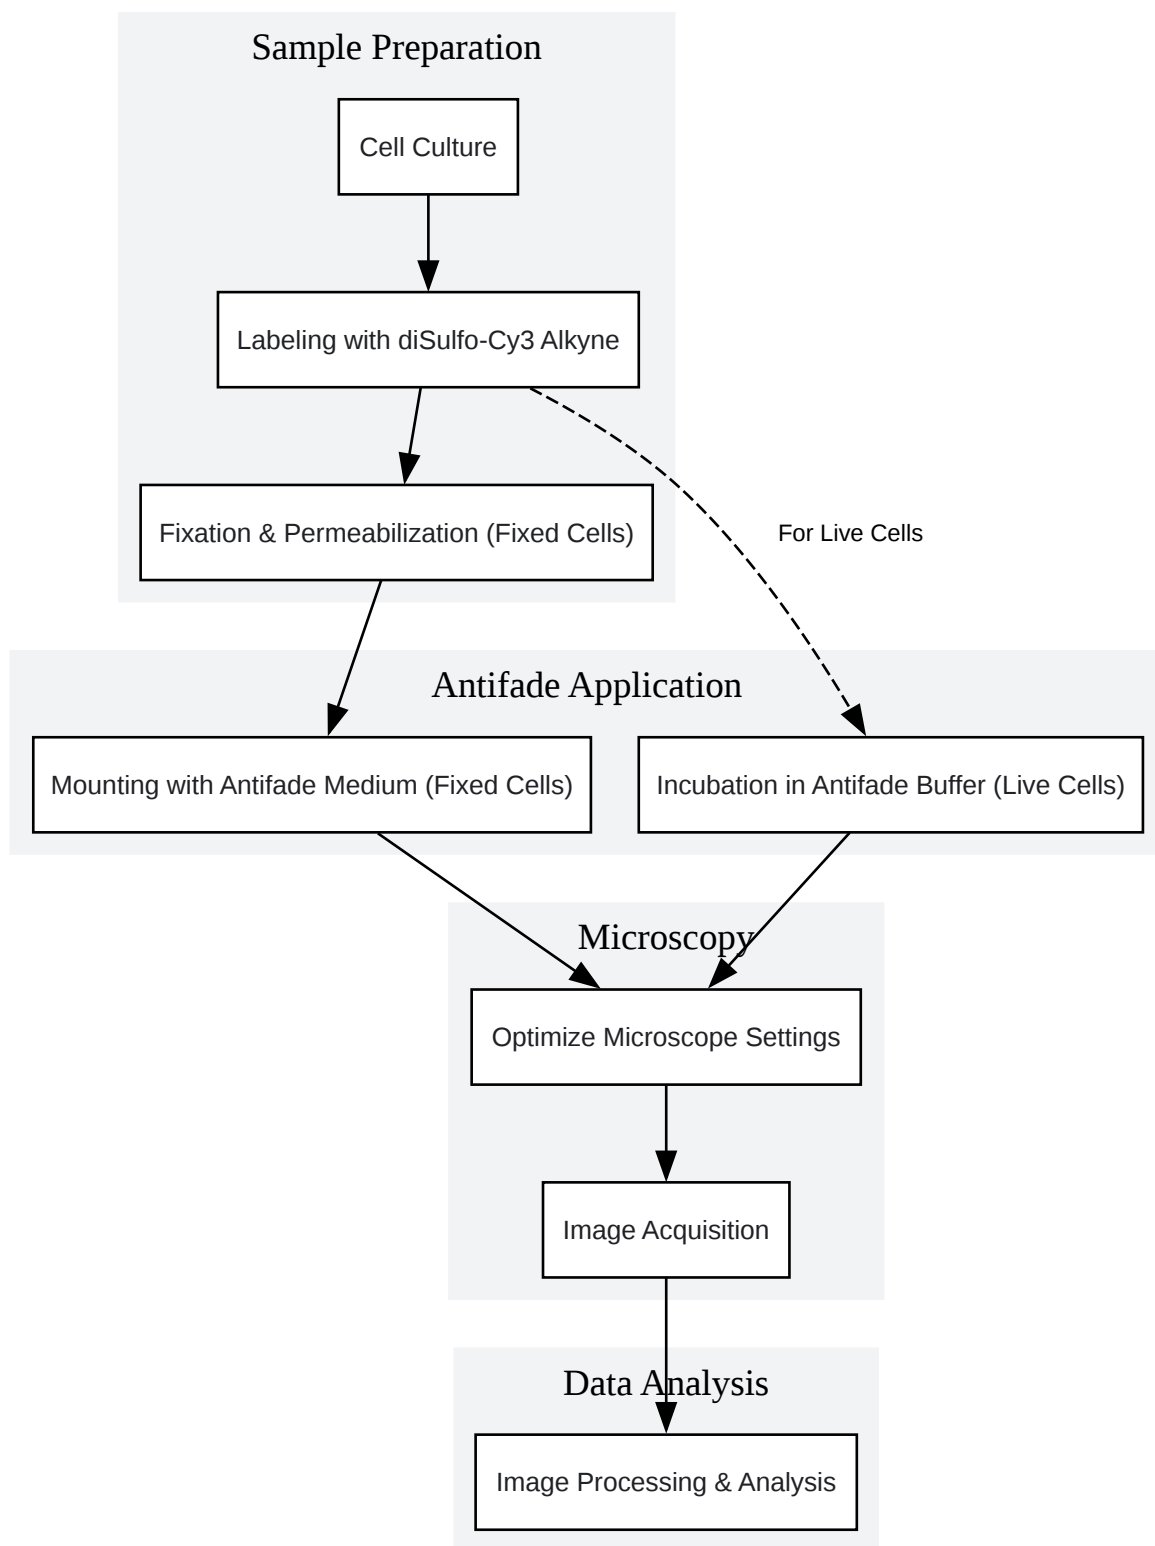 Sample Preparation
Cell Culture
Labeling with diSulfo-Cy3 Alkyne
Fixation & Permeabilization (Fixed Cells)
For Live Cells
Antifade Application
Mounting with Antifade Medium (Fixed Cells)
Incubation in Antifade Buffer (Live Cells)
Microscopy
Optimize Microscope Settings
Image Acquisition
Data Analysis
Image Processing & Analysis